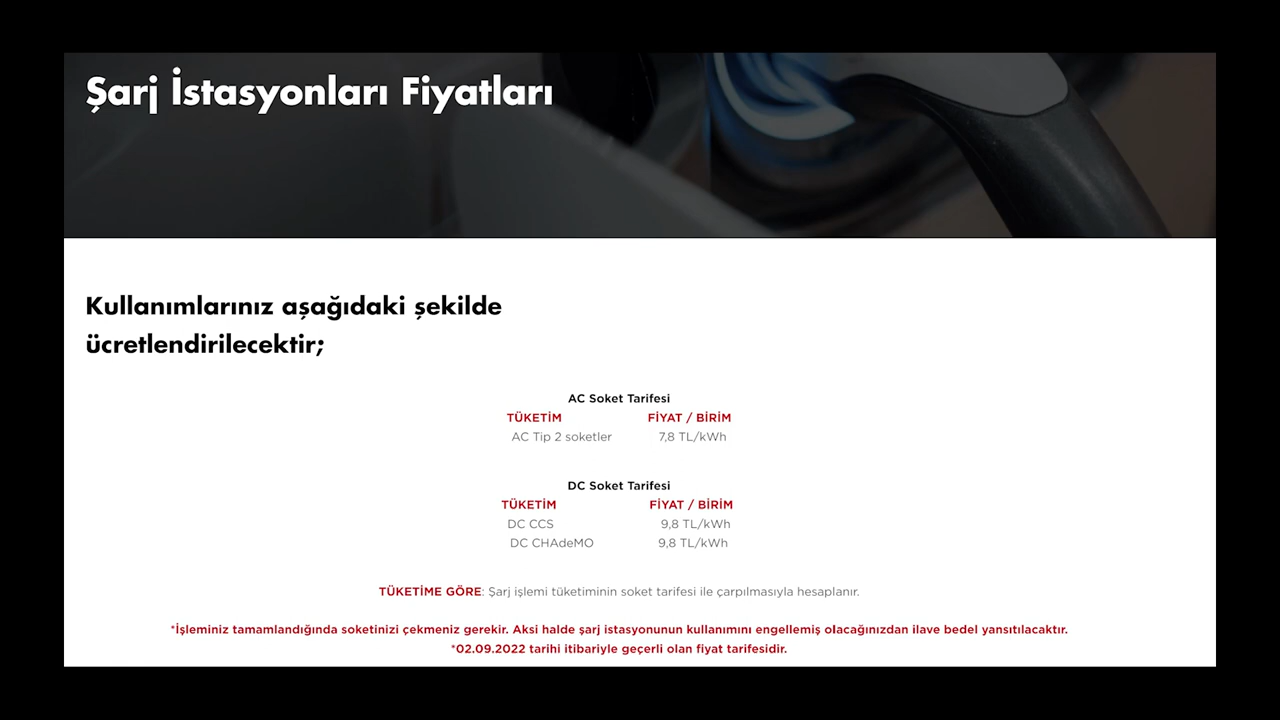 Şarj İstasyonları Fiyatları
Kullanımlarınız aşağıdaki şekilde
ücretlendirilecektir;
AC Soket Tarifesi
TÜKETİM FİYAT / BİRİM
AC Tip 2 soketler 7,8 TL/kWh
DC Soket Tarifesi
TÜKETİM FİYAT / BİRİM
DC CCS 9,8 TL/kWh
DC CHAdeMO 9,8 TL/kWh
TÜKETİME GÖRE: Şarj işlemi tüketiminin soket tarifesi ile çarpılmasıyla hesaplanır.
*İşleminiz tamamlandığında soketinizi çekmeniz gerekir. Aksi halde şarj istasyonunun kullanımını engellemiş olacağınızdan ilave bedel yansıtılacaktır.
*02.09.2022 tarihi itibariyle geçerli olan fiyat tarifesidir.